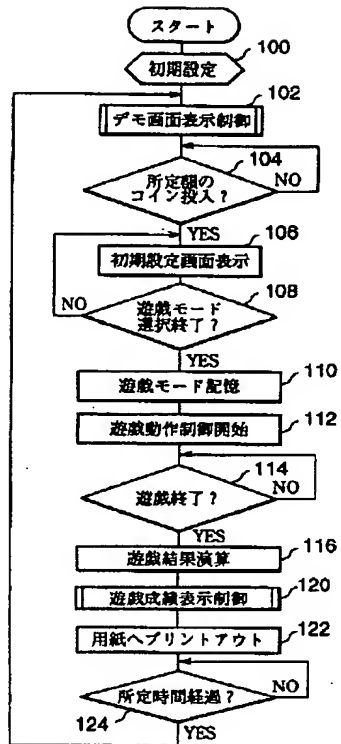 スタート
初期設定
100
102
デモ画面表示制御
104
所定額の
コイン投入？
NO
YES
106
初期設定画面表示
108
NO
遊戯モード
選択終了？
YES
遊戯モード記憶
110
112
遊戯動作制御開始
114
遊戯終了？
NO
YES
遊戯結果演算
116
遊戯成績表示制御
120
用紙へプリントアウト
122
所定時間経過？
NO
124
YES